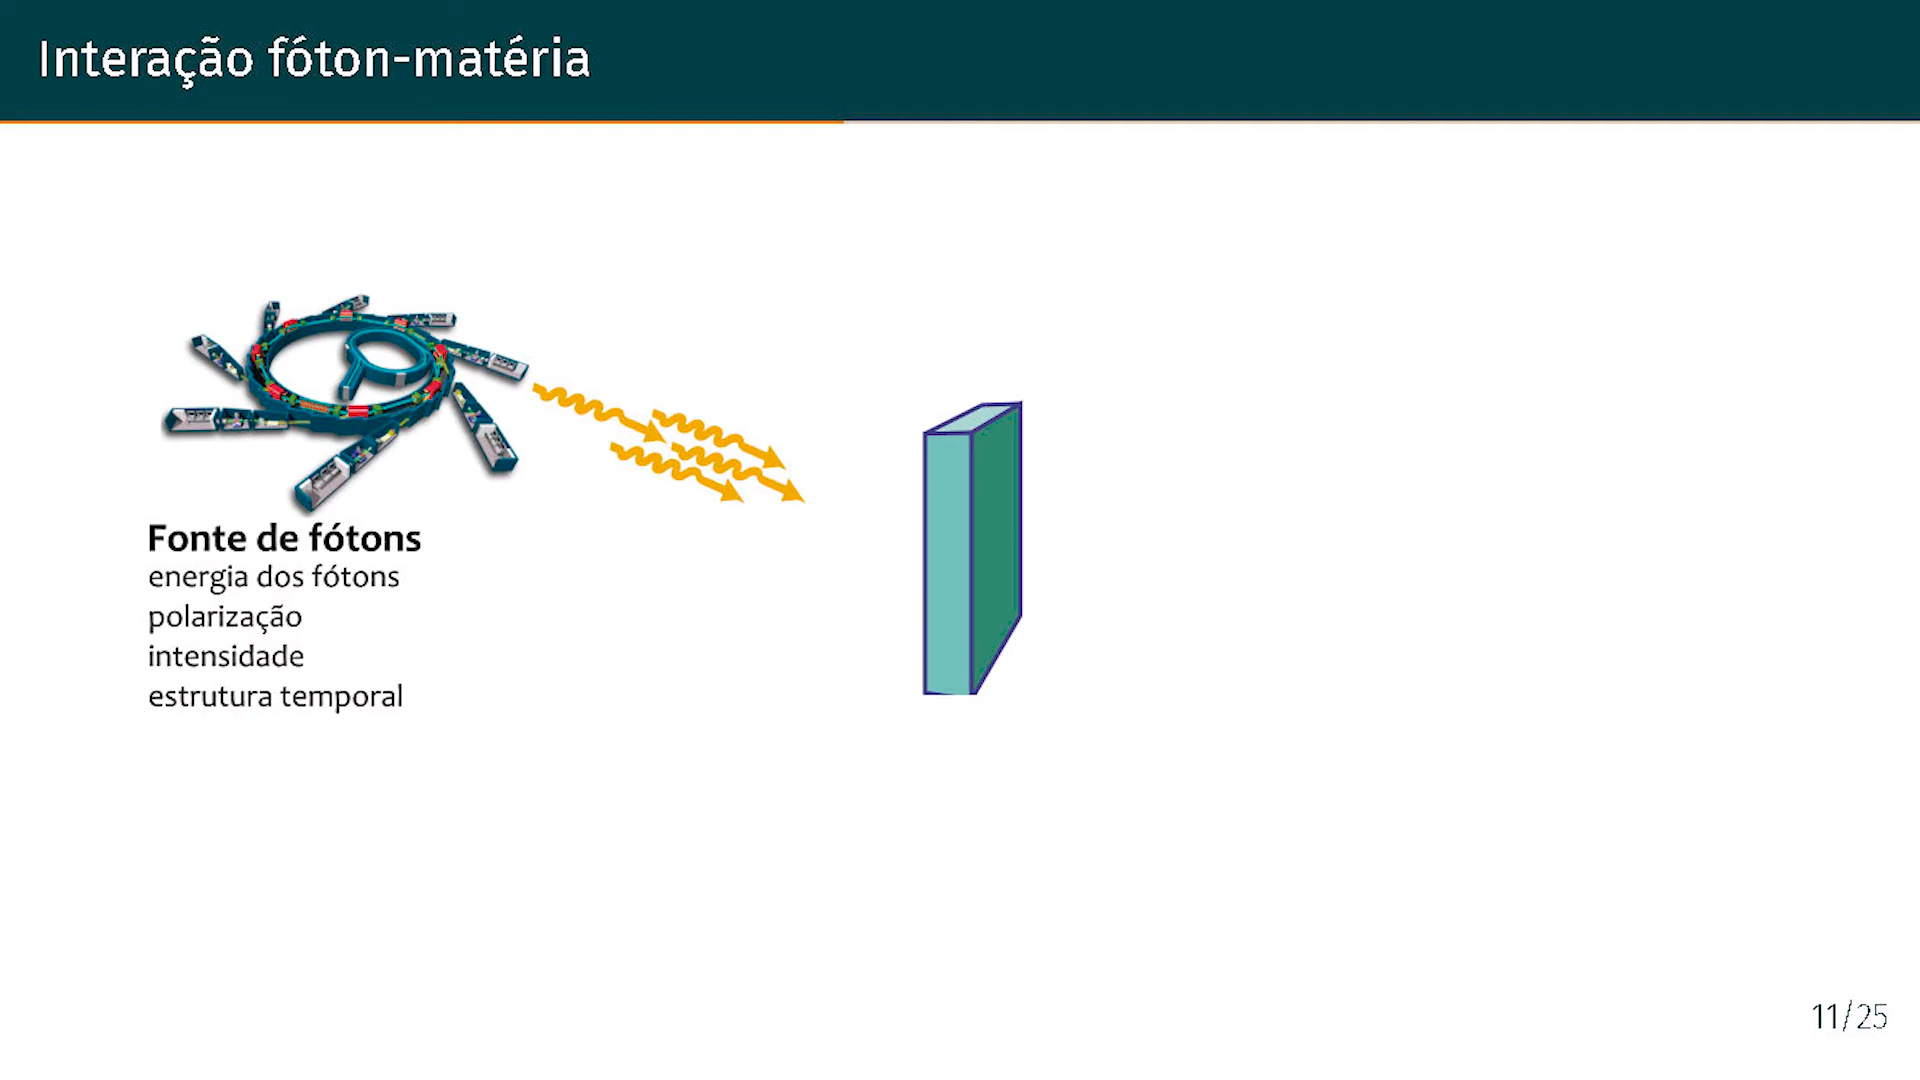 Interação fóton-matéria
Fonte de fótons
energia dos fótons
polarização
intensidade
estrutura temporal
11/25